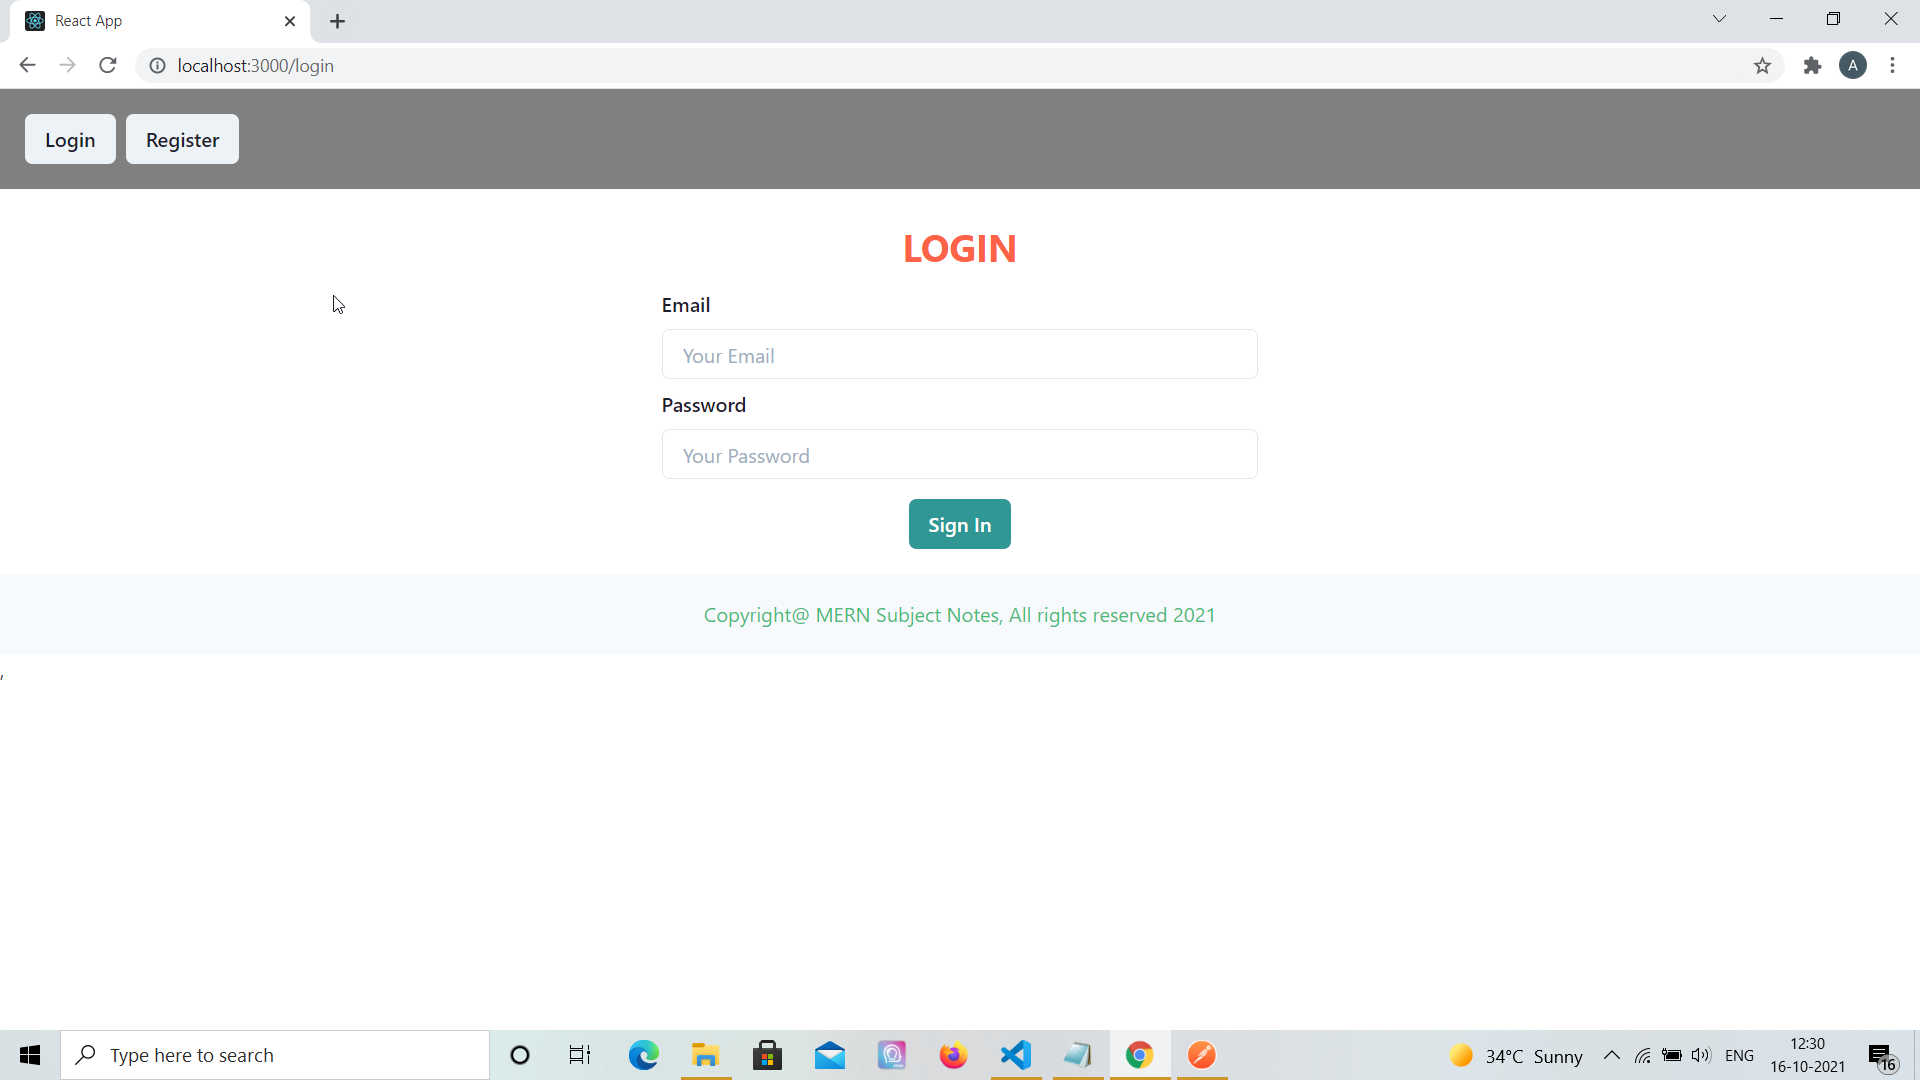 React App
localhost:3000/login
A
Login
Register
LOGIN
Email
Your Email
Password
Your Password
Sign In
Copyright@ MERN Subject Notes, All rights reserved 2021
,
Type here to search
34°C Sunny
ENG
12:30
16-10-2021
16